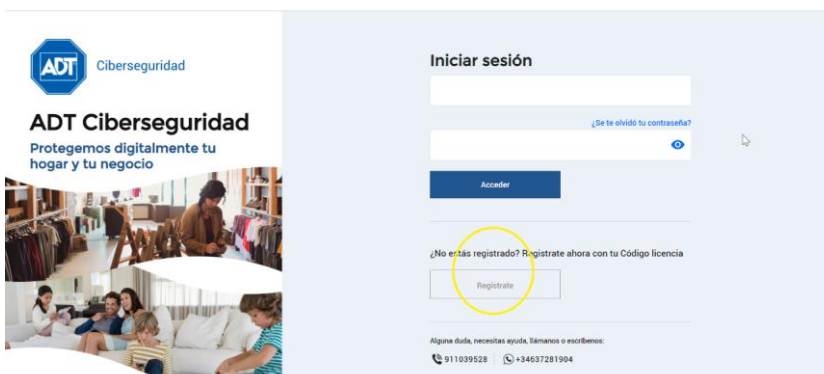 ADT
Ciberseguridad
ADT Ciberseguridad
Protegemos digitalmente tu
hogar y tu negocio
Iniciar sesión
¿Se te olvidó tu contraseña?
Acceder
¿No estás registrado? Registrate ahora con tu Código licencia
Regístrate
Alguna duda, necesitas ayuda, llámanos o escríbenos:
911039528
+34637281904